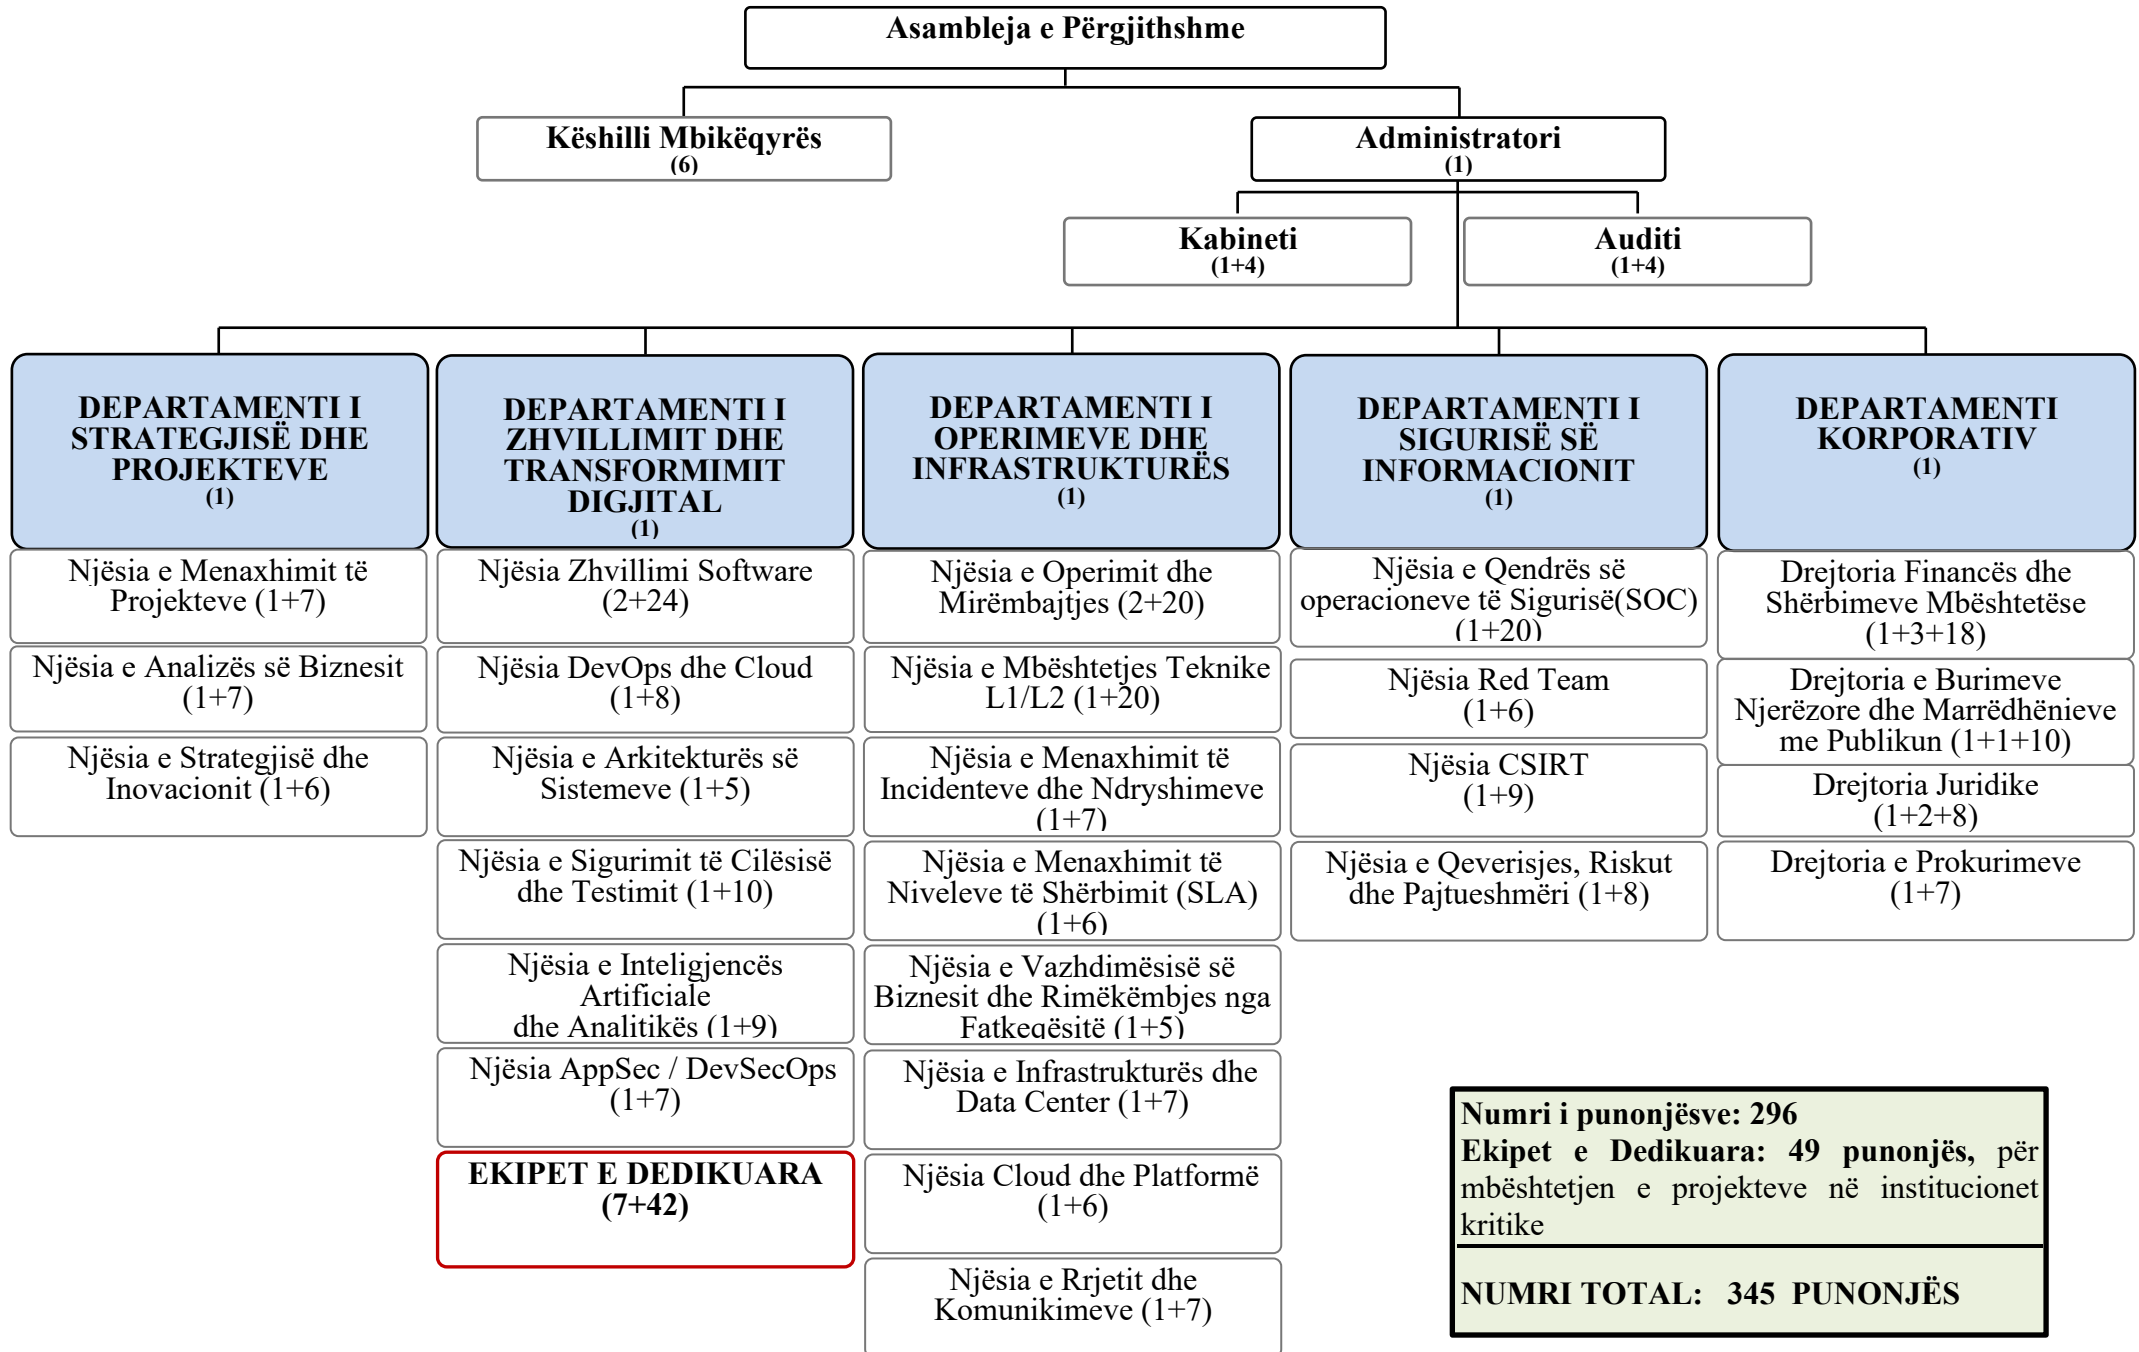 Asambleja e Përgjithshme
Këshilli Mbikëqyrës
(6)
Administratori
(1)
Kabineti
(1+4)
Auditi
(1+4)
DEPARTAMENTI I
STRATEGJISË DHE
PROJEKTEVE
(1)
Njësia e Menaxhimit të
Projekteve (1+7)
Njësia e Analizës së Biznesit
(1+7)
Njësia e Strategjisë dhe
Inovacionit (1+6)
DEPARTAMENTI I
ZHVILLIMIT DHE
TRANSFORMIMIT
DIGJITAL
(1)
Njësia Zhvillimi Software
(2+24)
Njësia DevOps dhe Cloud
(1+8)
Njësia e Arkitekturës së
Sistemeve (1+5)
Njësia e Sigurimit të Cilësisë
dhe Testimit (1+10)
Njësia e Inteligjencës
Artificiale
dhe Analitikës (1+9)
Njësia AppSec / DevSecOps
(1+7)
EKIPET E DEDIKUARA
(7+42)
DEPARTAMENTI I
OPERIMEVE DHE
INFRASTRUKTURËS
(1)
Njësia e Operimit dhe
Mirëmbajtjes (2+20)
Njësia e Mbështetjes Teknike
L1/L2 (1+20)
Njësia e Menaxhimit të
Incidenteve dhe Ndryshimeve
(1+7)
Njësia e Menaxhimit të
Niveleve të Shërbimit (SLA)
(1+6)
Njësia e Vazhdimësisë së
Biznesit dhe Rimëkëmbjes nga
Fatkeqësitë (1+5)
Njësia e Infrastrukturës dhe
Data Center (1+7)
Njësia Cloud dhe Platformë
(1+6)
Njësia e Rrjetit dhe
Komunikimeve (1+7)
DEPARTAMENTI I
SIGURISË SË
INFORMACIONIT
(1)
Njësia e Qendrës së
operacioneve të Sigurisë(SOC)
(1+20)
Njësia Red Team
(1+6)
Njësia CSIRT
(1+9)
Njësia e Qeverisjes, Riskut
dhe Pajtueshmëri (1+8)
DEPARTAMENTI
KORPORATIV
(1)
Drejtoria Financës dhe
Shërbimeve Mbështetëse
(1+3+18)
Drejtoria e Burimeve
Njerëzore dhe Marrëdhënieve
me Publikun (1+1+10)
Drejtoria Juridike
(1+2+8)
Drejtoria e Prokurimeve
(1+7)
Numri i punonjësve: 296
Ekipet e Dedikuara: 49 punonjës, për
mbështetjen e projekteve në institucionet
kritike
NUMRI TOTAL: 345 PUNONJËS